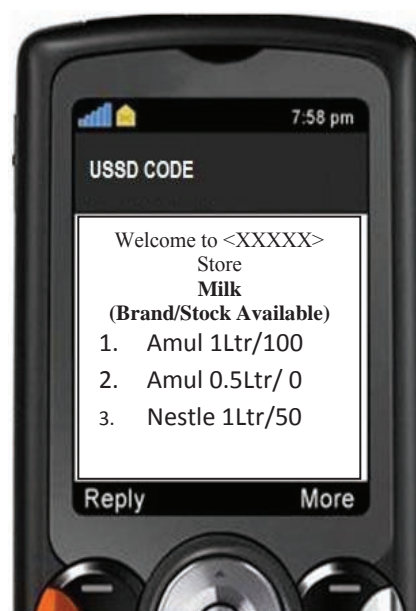 7:58 pm
USSD CODE
Welcome to <XXXXX>
Store
Milk
(Brand/Stock Available)
1. Amul 1Ltr/100
2. Amul 0.5Ltr/ 0
3. Nestle 1Ltr/50
Reply More